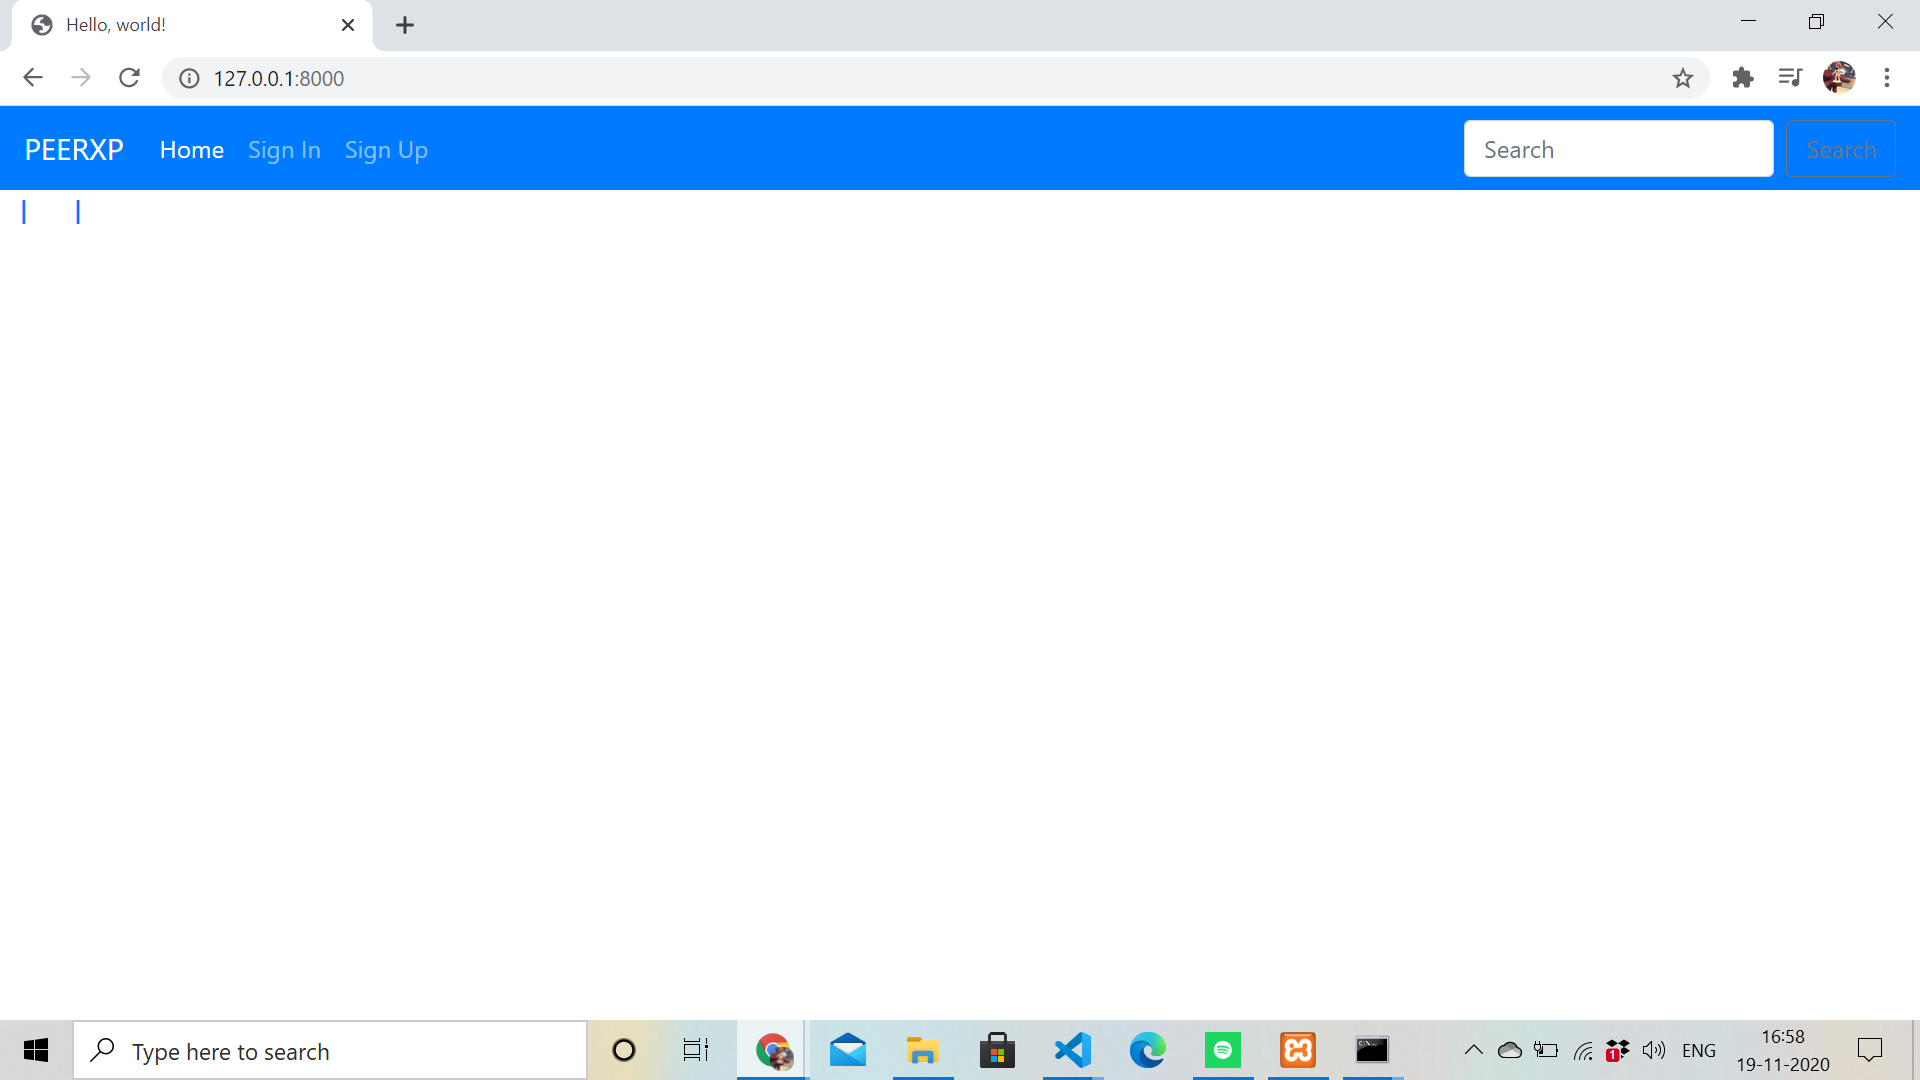 Hello, world!
127.0.0.1:8000
PEERXP Home Sign In Sign Up Search Search
| |
Type here to search
ENG
16:58
19-11-2020
1